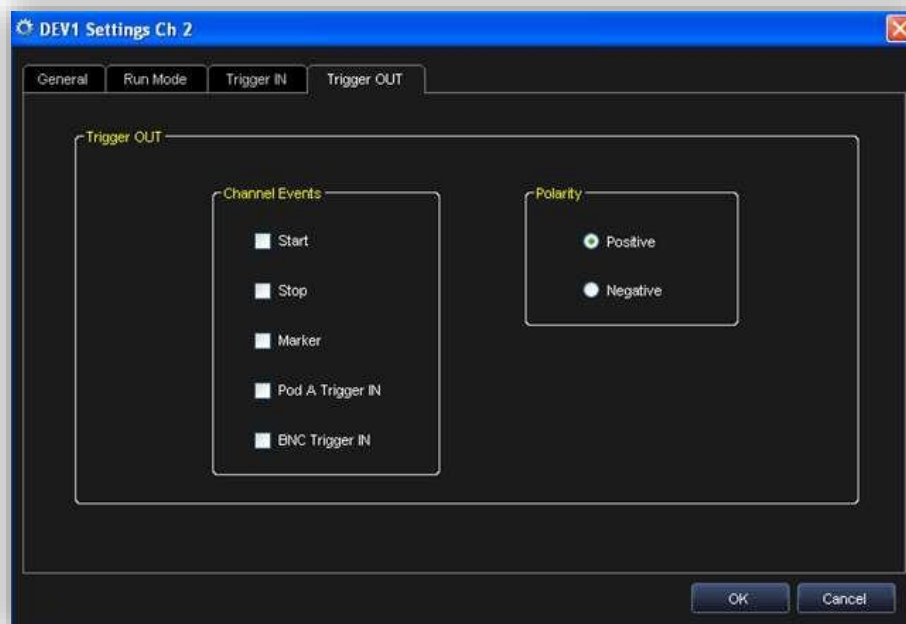 DEV1 Settings Ch 2
General Run Mode Trigger IN Trigger OUT
Trigger OUT
Channel Events
Start
Stop
Marker
Pod A Trigger IN
BNC Trigger IN
Polarity
Positive
Negative
OK Cancel